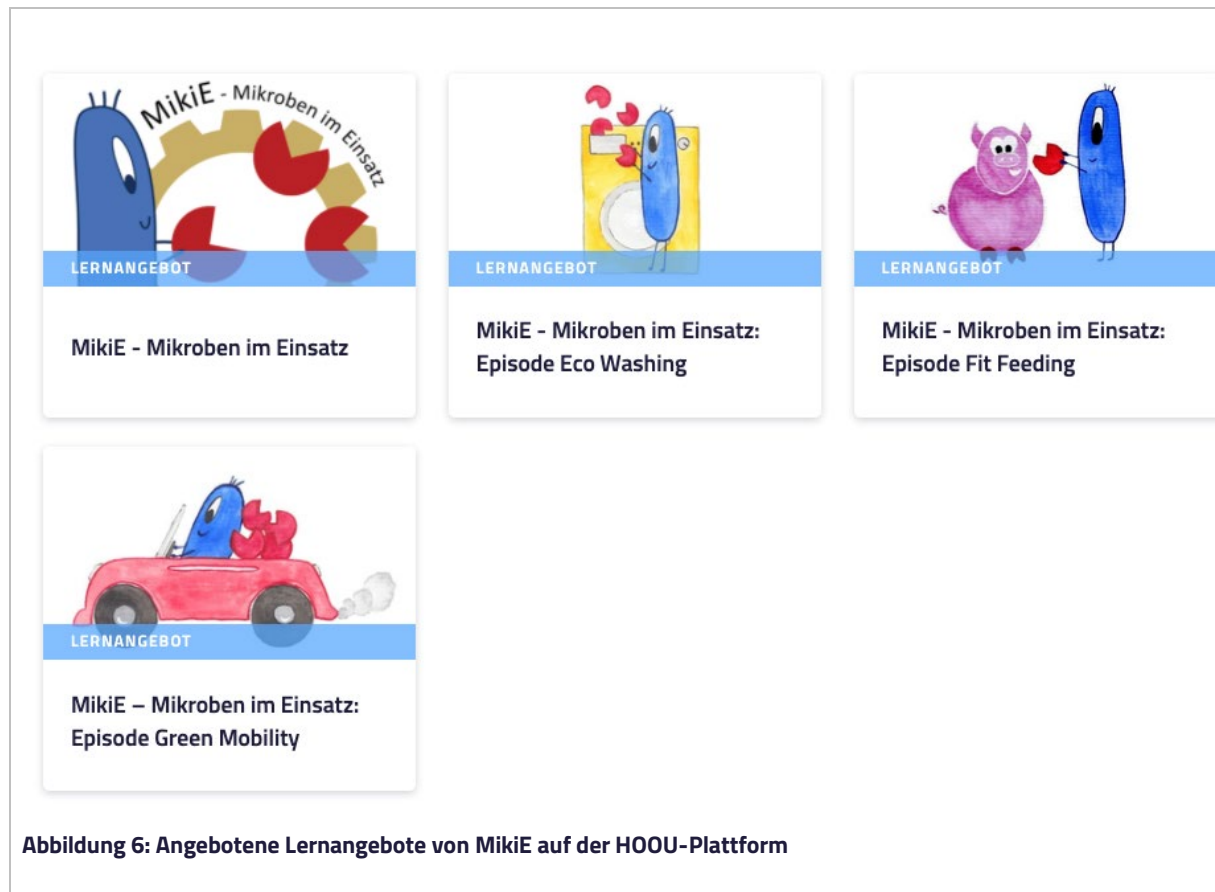 MikiE - Mikroben im Einsatz
LERNANGEBOT
MikiE - Mikroben im Einsatz
LERNANGEBOT
MikiE - Mikroben im Einsatz:
Episode Eco Washing
LERNANGEBOT
MikiE - Mikroben im Einsatz:
Episode Fit Feeding
LERNANGEBOT
MikiE – Mikroben im Einsatz:
Episode Green Mobility
Abbildung 6: Angebotene Lernangebote von MikiE auf der HOOU-Plattform